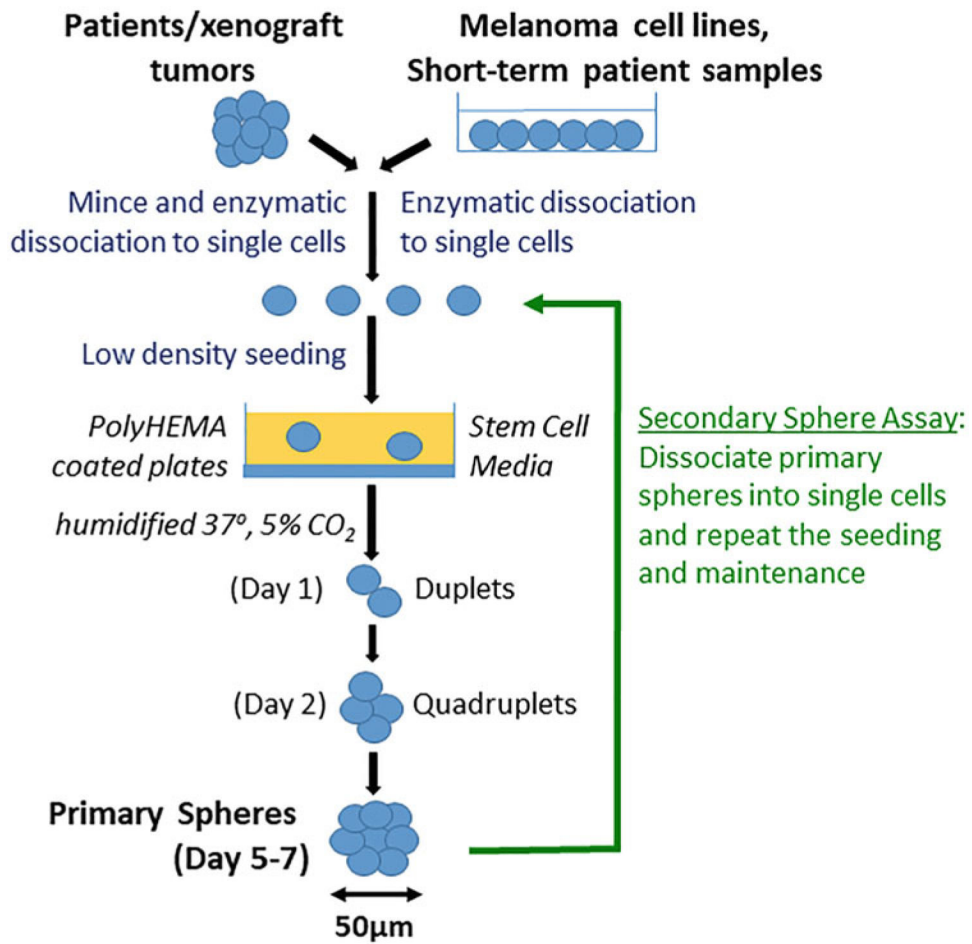 Patients/xenograft
tumors
Melanoma cell lines,
Short-term patient samples
Mince and enzymatic
dissociation to single cells
Enzymatic dissociation
to single cells
Low density seeding
PolyHEMA
coated plates
Stem Cell
Media
humidified 37º, 5% CO₂
(Day 1)
Duplets
(Day 2)
Quadruplets
Primary Spheres
(Day 5-7)
50µm
Secondary Sphere Assay:
Dissociate primary
spheres into single cells
and repeat the seeding
and maintenance